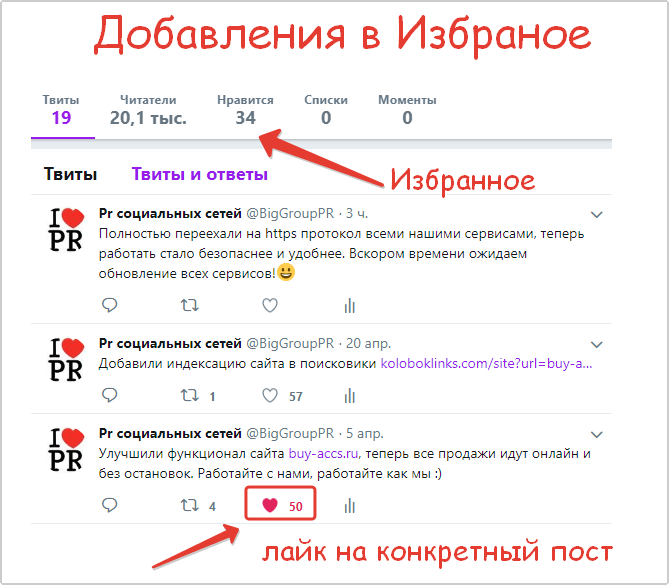 Добавления в Избраное
Твиты Читатели Нравится Списки Моменты
19 20,1 тыс. 34 0 0
Избранное
Твиты Твиты и ответы
I PR
Pr социальных сетей @BigGroupPR · 3 ч.
Полностью переехали на https протокол всеми нашими сервисами, теперь
работать стало безопаснее и удобнее. Вскором времени ожидаем
обновление всех сервисов!😀
I PR
Pr социальных сетей @BigGroupPR · 20 апр.
Добавили индексацию сайта в поисковики koloboklinks.com/site?url=buy-a...
1 57
I PR
Pr социальных сетей @BigGroupPR · 5 апр.
Улучшили функционал сайта buy-accs.ru, теперь все продажи идут онлайн и
без остановок. Работайте с нами, работайте как мы :)
4 50
лайк на конкретный пост